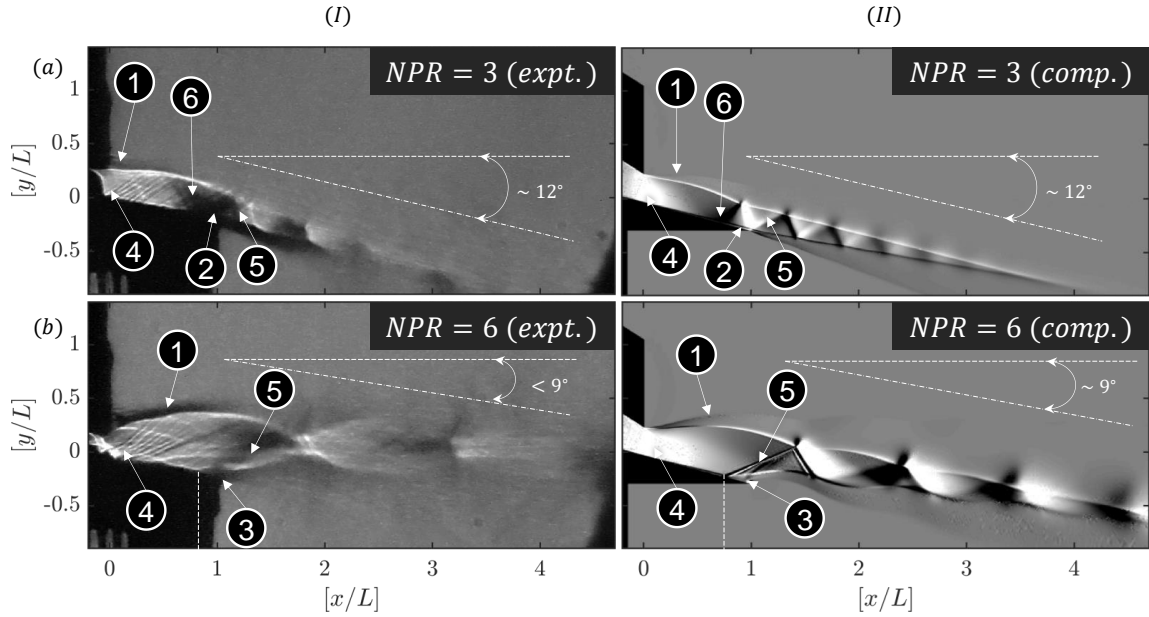 (I)
(II)
(a)
NPR = 3 (expt.)
NPR = 3 (comp.)
1
0.5
0
-0.5
[y/L]
1
6
4
2
5
~ 12°
1
6
4
2
5
~ 12°
(b)
NPR = 6 (expt.)
NPR = 6 (comp.)
1
0.5
0
-0.5
[y/L]
1
5
4
3
< 9°
1
5
4
3
~ 9°
0 1 2 3 4
0 1 2 3 4
[x/L]
[x/L]